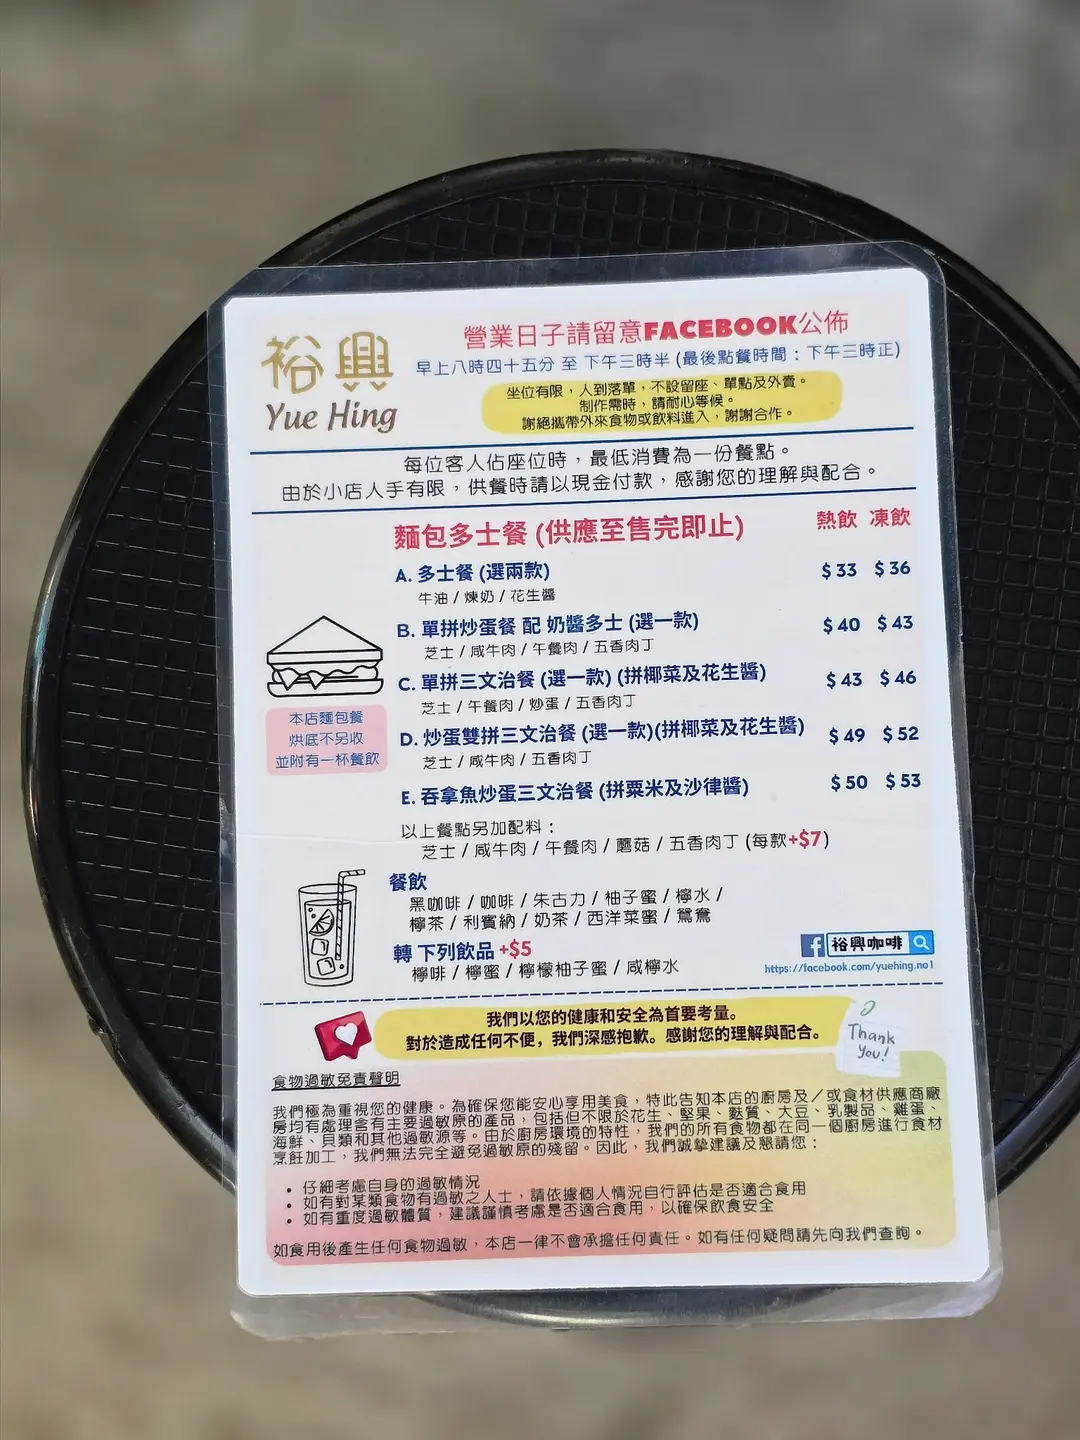 裕興
Yue Hing
營業日子請留意FACEBOOK公佈
早上八時四十五分 至 下午三時半 (最後點餐時間：下午三時正)
坐位有限，人到落單，不設留座、單點及外賣。
制作需時，請耐心等候。
謝絕攜帶外來食物或飲料進入，謝謝合作。
每位客人佔座位時，最低消費為一份餐點。
由於小店人手有限，供餐時請以現金付款，感謝您的理解與配合。
麵包多士餐 (供應至售完即止) 熱飲 凍飲
A. 多士餐 (選兩款) $33 $36
牛油 / 煉奶 / 花生醬
B. 單拼炒蛋餐 配 奶醬多士 (選一款) $40 $43
芝士 / 咸牛肉 / 午餐肉 / 五香肉丁
C. 單拼三文治餐 (選一款) (拼椰菜及花生醬) $43 $46
芝士 / 午餐肉 / 炒蛋 / 五香肉丁
D. 炒蛋雙拼三文治餐 (選一款)(拼椰菜及花生醬) $49 $52
芝士 / 咸牛肉 / 五香肉丁
E. 吞拿魚炒蛋三文治餐 (拼粟米及沙律醬) $50 $53
本店麵包餐
烘底不另收
並附有一杯餐飲
以上餐點另加配料：
芝士 / 咸牛肉 / 午餐肉 / 蘑菇 / 五香肉丁 (每款+$7)
餐飲
黑咖啡 / 咖啡 / 朱古力 / 柚子蜜 / 檸水 /
檸茶 / 利賓納 / 奶茶 / 西洋菜蜜 / 鴛鴦
轉 下列飲品 +$5
檸啡 / 檸蜜 / 檸檬柚子蜜 / 咸檸水
f 裕興咖啡
https://facebook.com/yuehing.no1
我們以您的健康和安全為首要考量。
對於造成任何不便，我們深感抱歉。感謝您的理解與配合。
Thank
You!
食物過敏免責聲明
我們極為重視您的健康。為確保您能安心享用美食，特此告知本店的廚房及／或食材供應商廠
房均有處理含有主要過敏原的產品，包括但不限於花生、堅果、麩質、大豆、乳製品、雞蛋、
海鮮、貝類和其他過敏源等。由於廚房環境的特性，我們的所有食物都在同一個廚房進行食材
烹飪加工，我們無法完全避免過敏原的殘留。因此，我們誠摯建議及懇請您：
• 仔細考慮自身的過敏情況
• 如有對某類食物有過敏之人士，請依據個人情況自行評估是否適合食用
• 如有重度過敏體質，建議謹慎考慮是否適合食用，以確保飲食安全
如食用後產生任何食物過敏，本店一律不會承擔任何責任。如有任何疑問請先向我們查詢。